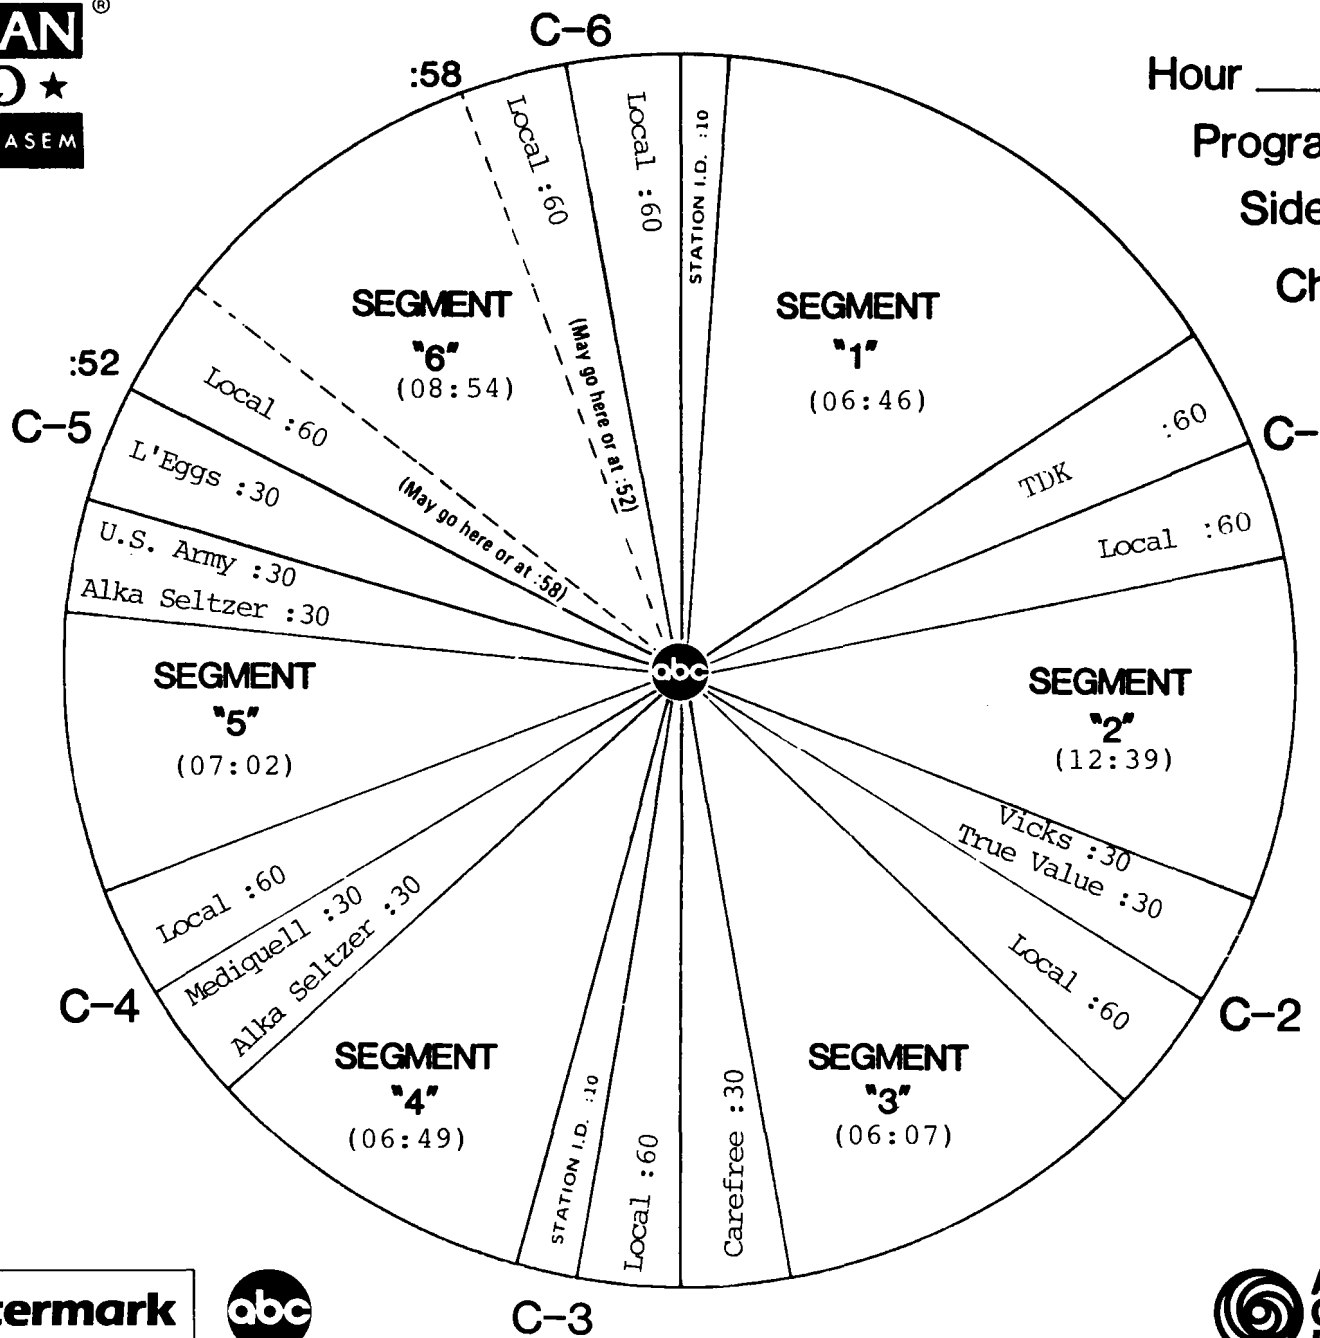 AN ®
ASEM
Hour
Progra
Side
Ch
C-6
:58
Local :60
Local :60
STATION I.D. :10
SEGMENT
"1"
(06:46)
TDK :60
C-
Local :60
SEGMENT
"2"
(12:39)
Vicks :30
True Value :30
C-2
Local :60
SEGMENT
"3"
(06:07)
Carefree :30
C-3
Local :60
STATION I.D. :10
SEGMENT
"4"
(06:49)
Alka Seltzer :30
Mediquell :30
C-4
Local :60
SEGMENT
"5"
(07:02)
Alka Seltzer :30
U.S. Army :30
L'Eggs :30
C-5
:52
Local :60
(May go here or at :58)
SEGMENT
"6"
(08:54)
(May go here or at :52)
abc
termark
abc